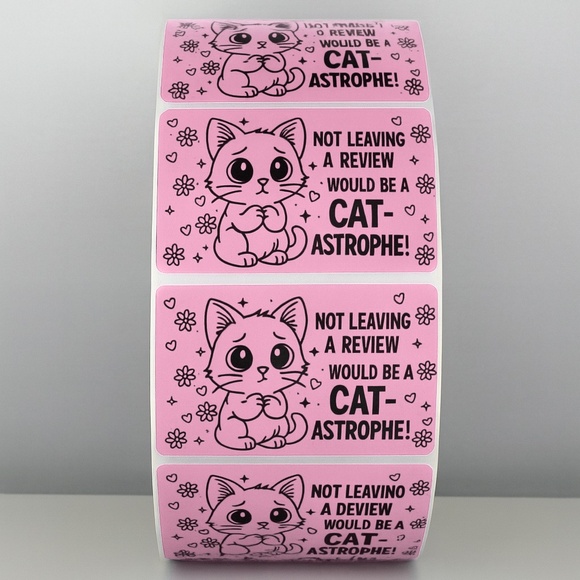 A REVIEW
WOULD BE A
CAT-
ASTROPHE!
NOT LEAVING
A REVIEW
WOULD BE A
CAT-
ASTROPHE!
NOT LEAVING
A REVIEW
WOULD BE A
CAT-
ASTROPHE!
NOT LEAVINO
A DEVIEW
WOULD BE A
CAT-
ASTROPHE!